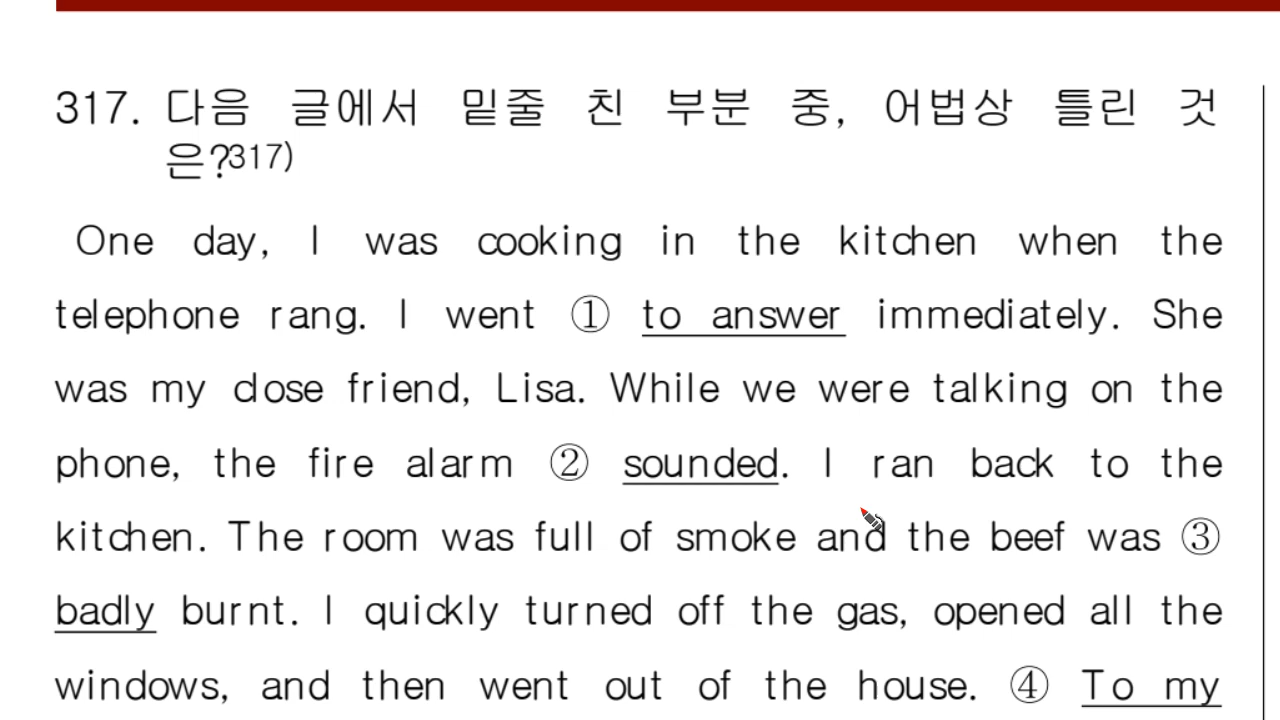 317. 다음 글에서 밑줄 친 부분 중, 어법상 틀린 것
은?317)
One day, I was cooking in the kitchen when the
telephone rang. I went ① to answer immediately. She
was my close friend, Lisa. While we were talking on the
phone, the fire alarm ② sounded. I ran back to the
kitchen. The room was full of smoke and the beef was ③
badly burnt. I quickly turned off the gas, opened all the
windows, and then went out of the house. ④ To my